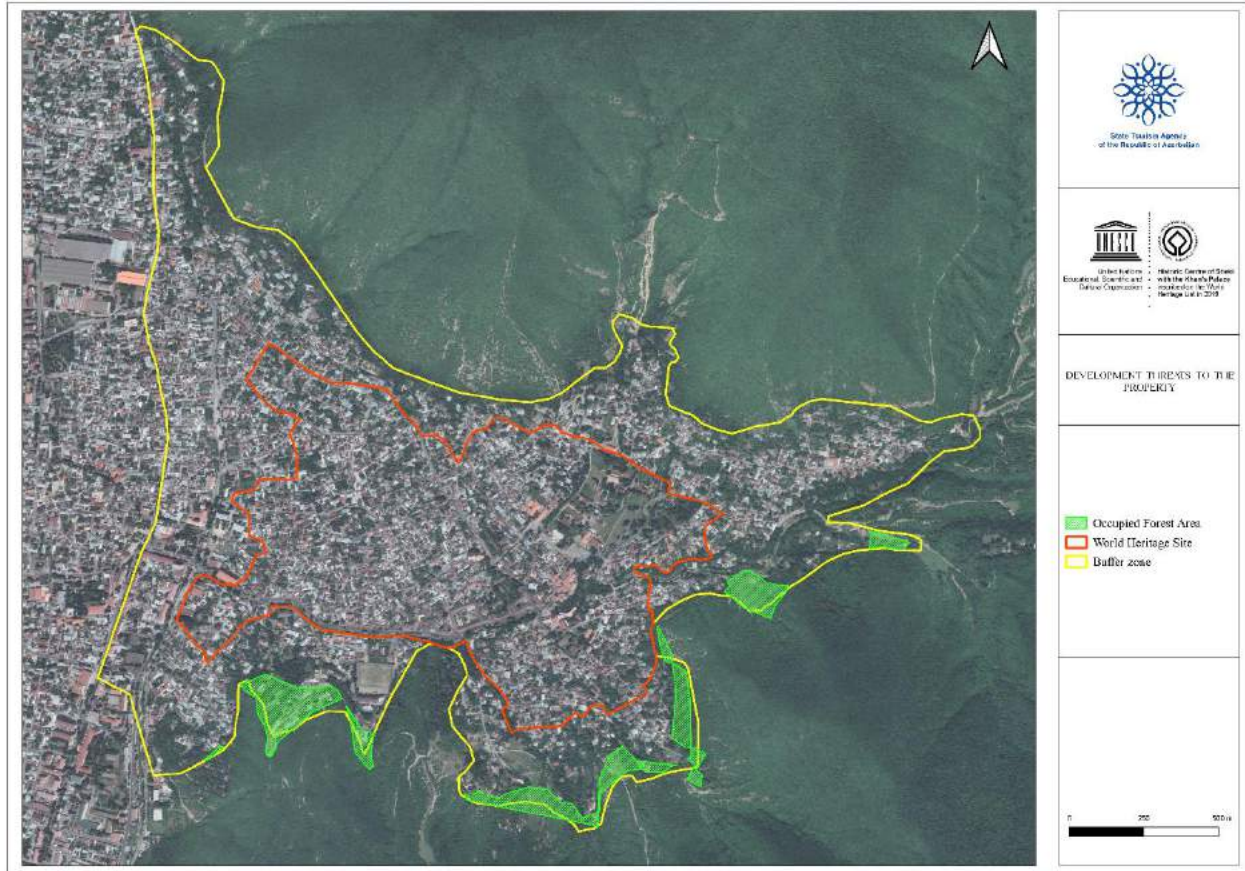 State Tourism Agency
of the Republic of Azerbaijan
UNESCO
United Nations
Educational, Scientific and
Cultural Organization
Historic Centre of Sheki
with the Khan's Palace
inscribed on the World
Heritage List in 2019
DEVELOPMENT THREATS TO THE
PROPERTY
Occupied Forest Area
World Heritage Site
Buffer zone
0 250 500 m